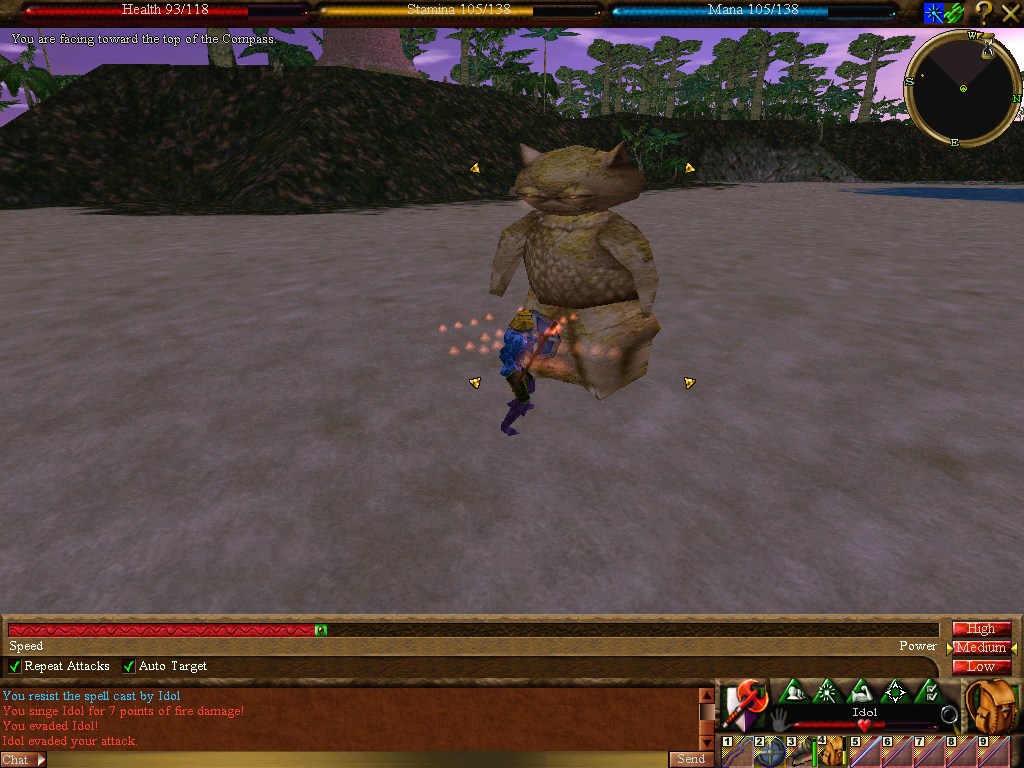 Health 93/118
Stamina 105/138
Mana 105/138
You are facing toward the top of the Compass.
W
S
N
E
Speed
Power
High
Medium
Low
Repeat Attacks
Auto Target
You resist the spell cast by Idol
You singe Idol for 7 points of fire damage!
You evaded Idol!
Idol evaded your attack.
Idol
Chat
Send
1 2 3 4 5 6 7 8 9